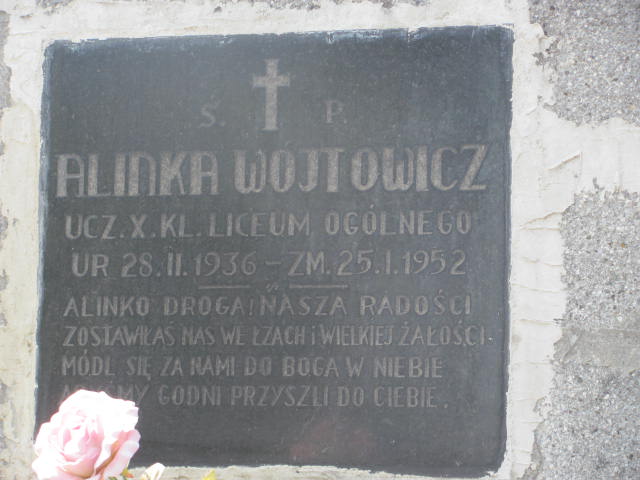 Ś. P.
ALINKA WÓJTOWICZ
UCZ. X. KL. LICEUM OGÓLNEGO
UR 28.II.1936 – ZM. 25.I.1952
ALINKO DROGA! NASZA RADOŚCI
ZOSTAWIŁAŚ NAS WE ŁZACH i WIELKIEJ ŻAŁOŚCI.
MÓDL SIĘ ZA NAMI DO BOGA W NIEBIE
GODNI PRZYSZLI DO CIEBIE.